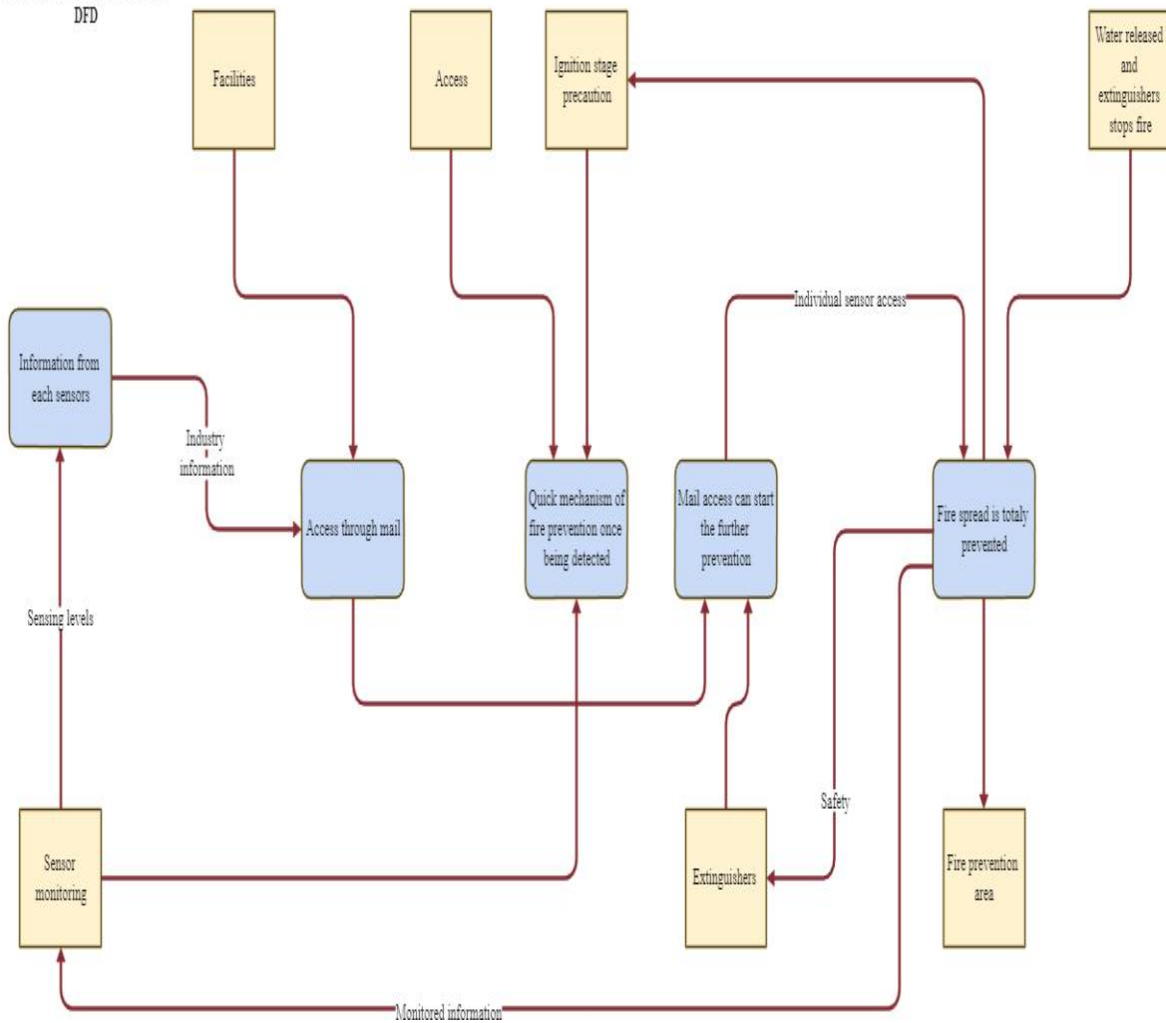 DFD
Facilities
Access
Ignition stage
precaution
Water released
and
extinguishers
stops fire
Individual sensor access
Information from
each sensors
Industry
information
Access through mail
Quick mechanism of
fire prevention once
being detected
Mail access can start
the further
prevention
Fire spread is totaly
prevented
Sensing levels
Safety
Sensor
monitoring
Extinguishers
Fire prevention
area
Monitored information